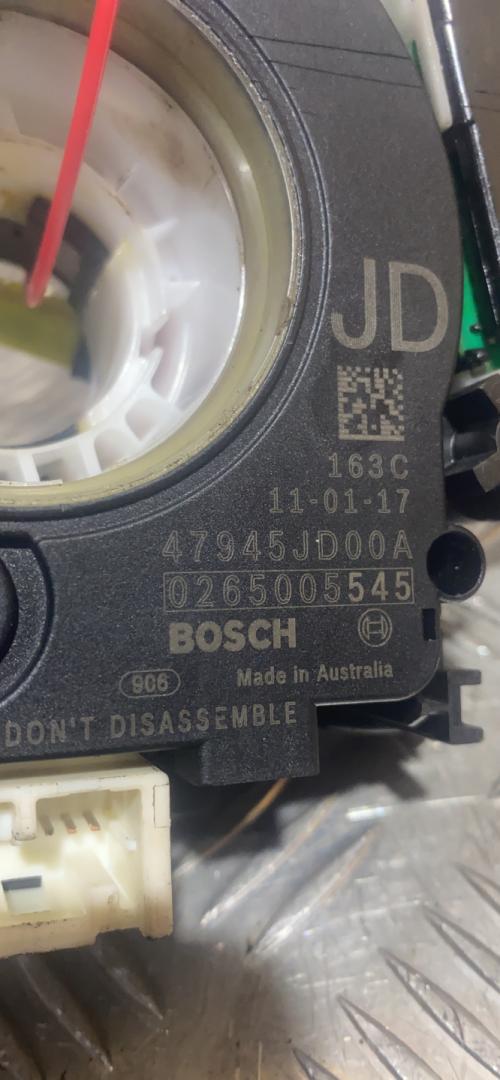 JD
163C
11-01-17
47945JD00A
0265005545
BOSCH
906
Made in Australia
DON'T DISASSEMBLE